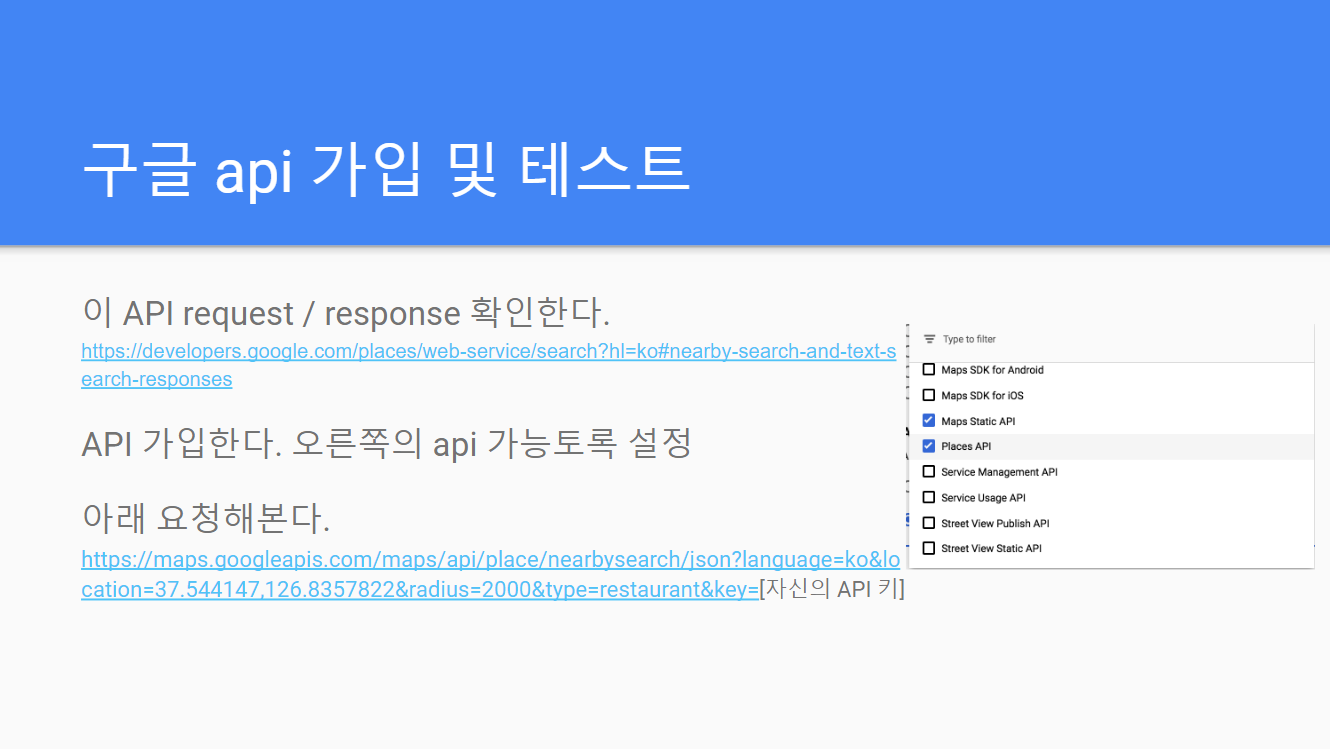 구글 api 가입 및 테스트
이 API request / response 확인한다.
https://developers.google.com/places/web-service/search?hl=ko#nearby-search-and-text-s
earch-responses
API 가입한다. 오른쪽의 api 가능토록 설정
아래 요청해본다.
https://maps.googleapis.com/maps/api/place/nearbysearch/json?language=ko&lo
cation=37.544147,126.8357822&radius=2000&type=restaurant&key=[자신의 API 키]
Type to filter
Maps SDK for Android
Maps SDK for iOS
Maps Static API
Places API
Service Management API
Service Usage API
Street View Publish API
Street View Static API